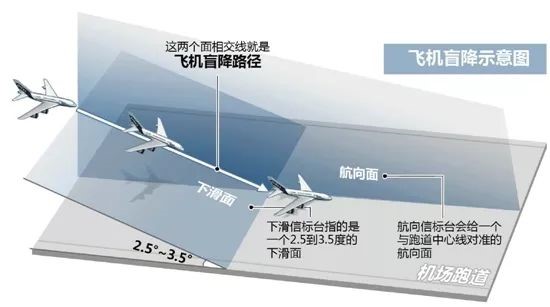 这两个面相交线就是
飞机盲降路径
飞机盲降示意图
航向面
下滑面
下滑信标台指的是
一个2.5到3.5度的
下滑面
航向信标台会给一个
与跑道中心线对准的
航向面
2.5°~3.5°
机场跑道